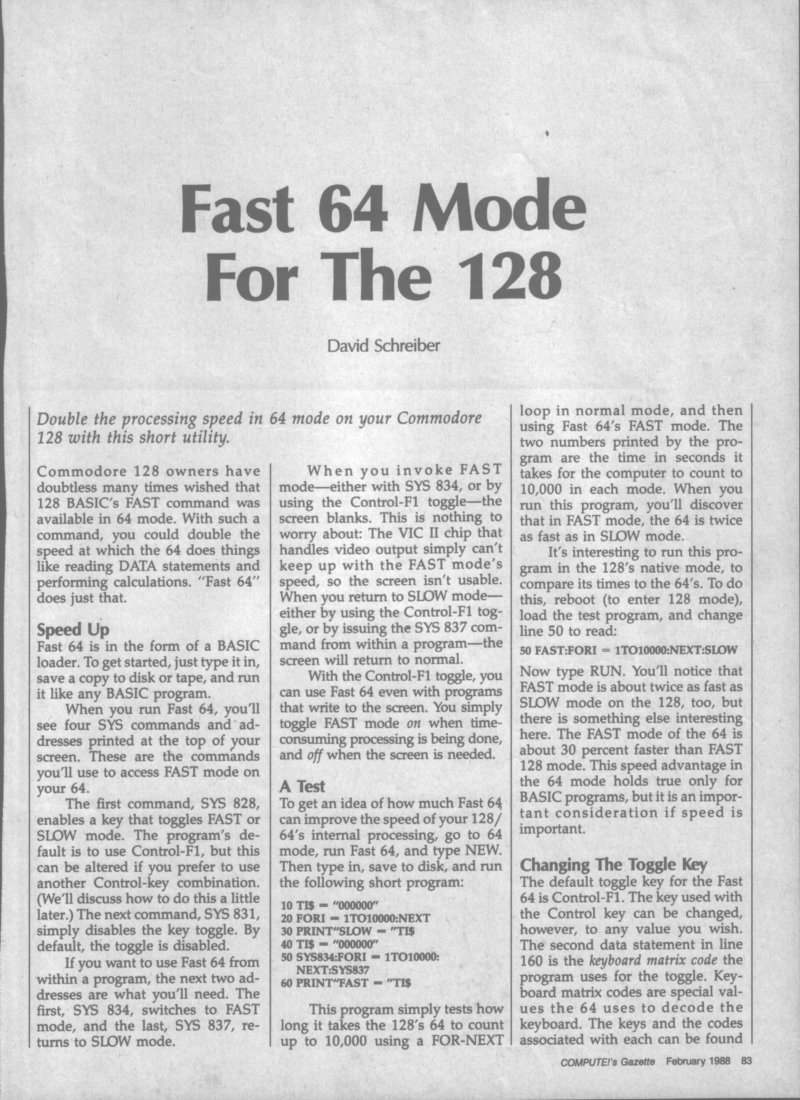 Fast 64 Mode
For The 128
David Schreiber
Double the processing speed in 64 mode on your Commodore
128 with this short utility.
Commodore 128 owners have
doubtless many times wished that
128 BASIC's FAST command was
available in 64 mode. With such a
command, you could double the
speed at which the 64 does things
like reading DATA statements and
performing calculations. "Fast 64"
does just that.
Speed Up
Fast 64 is in the form of a BASIC
loader. To get started, just type it in,
save a copy to disk or tape, and run
it like any BASIC program.
When you run Fast 64, you'll
see four SYS commands and ad-
dresses printed at the top of your
screen. These are the commands
you'll use to access FAST mode on
your 64.
The first command, SYS 828,
enables a key that toggles FAST or
SLOW mode. The program's de-
fault is to use Control-F1, but this
can be altered if you prefer to use
another Control-key combination.
(We'll discuss how to do this a little
later.) The next command, SYS 831,
simply disables the key toggle. By
default, the toggle is disabled.
If you want to use Fast 64 from
within a program, the next two ad-
dresses are what you'll need. The
first, SYS 834, switches to FAST
mode, and the last, SYS 837, re-
turns to SLOW mode.
When you invoke FAST
mode—either with SYS 834, or by
using the Control-F1 toggle—the
screen blanks. This is nothing to
worry about: The VIC II chip that
handles video output simply can't
keep up with the FAST mode's
speed, so the screen isn't usable.
When you return to SLOW mode—
either by using the Control-F1 tog-
gle, or by issuing the SYS 837 com-
mand from within a program—the
screen will return to normal.
With the Control-F1 toggle, you
can use Fast 64 even with programs
that write to the screen. You simply
toggle FAST mode on when time-
consuming processing is being done,
and off when the screen is needed.
A Test
To get an idea of how much Fast 64
can improve the speed of your 128/
64's internal processing, go to 64
mode, run Fast 64, and type NEW.
Then type in, save to disk, and run
the following short program:
10 TI$ = "000000"
20 FORI = 1TO10000:NEXT
30 PRINT"SLOW = "TI$
40 TI$ = "000000"
50 SYS834:FORI = 1TO10000:
NEXT:SYS837
60 PRINT"FAST = "TI$
This program simply tests how
long it takes the 128's 64 to count
up to 10,000 using a FOR-NEXT
loop in normal mode, and then
using Fast 64's FAST mode. The
two numbers printed by the pro-
gram are the time in seconds it
takes for the computer to count to
10,000 in each mode. When you
run this program, you'll discover
that in FAST mode, the 64 is twice
as fast as in SLOW mode.
It's interesting to run this pro-
gram in the 128's native mode, to
compare its times to the 64's. To do
this, reboot (to enter 128 mode),
load the test program, and change
line 50 to read:
50 FAST:FORI = 1TO10000:NEXT:SLOW
Now type RUN. You'll notice that
FAST mode is about twice as fast as
SLOW mode on the 128, too, but
there is something else interesting
here. The FAST mode of the 64 is
about 30 percent faster than FAST
128 mode. This speed advantage in
the 64 mode holds true only for
BASIC programs, but it is an impor-
tant consideration if speed is
important.
Changing The Toggle Key
The default toggle key for the Fast
64 is Control-F1. The key used with
the Control key can be changed,
however, to any value you wish.
The second data statement in line
160 is the keyboard matrix code the
program uses for the toggle. Key-
board matrix codes are special val-
ues the 64 uses to decode the
keyboard. The keys and the codes
associated with each can be found
COMPUTE!'s Gazette February 1988 83